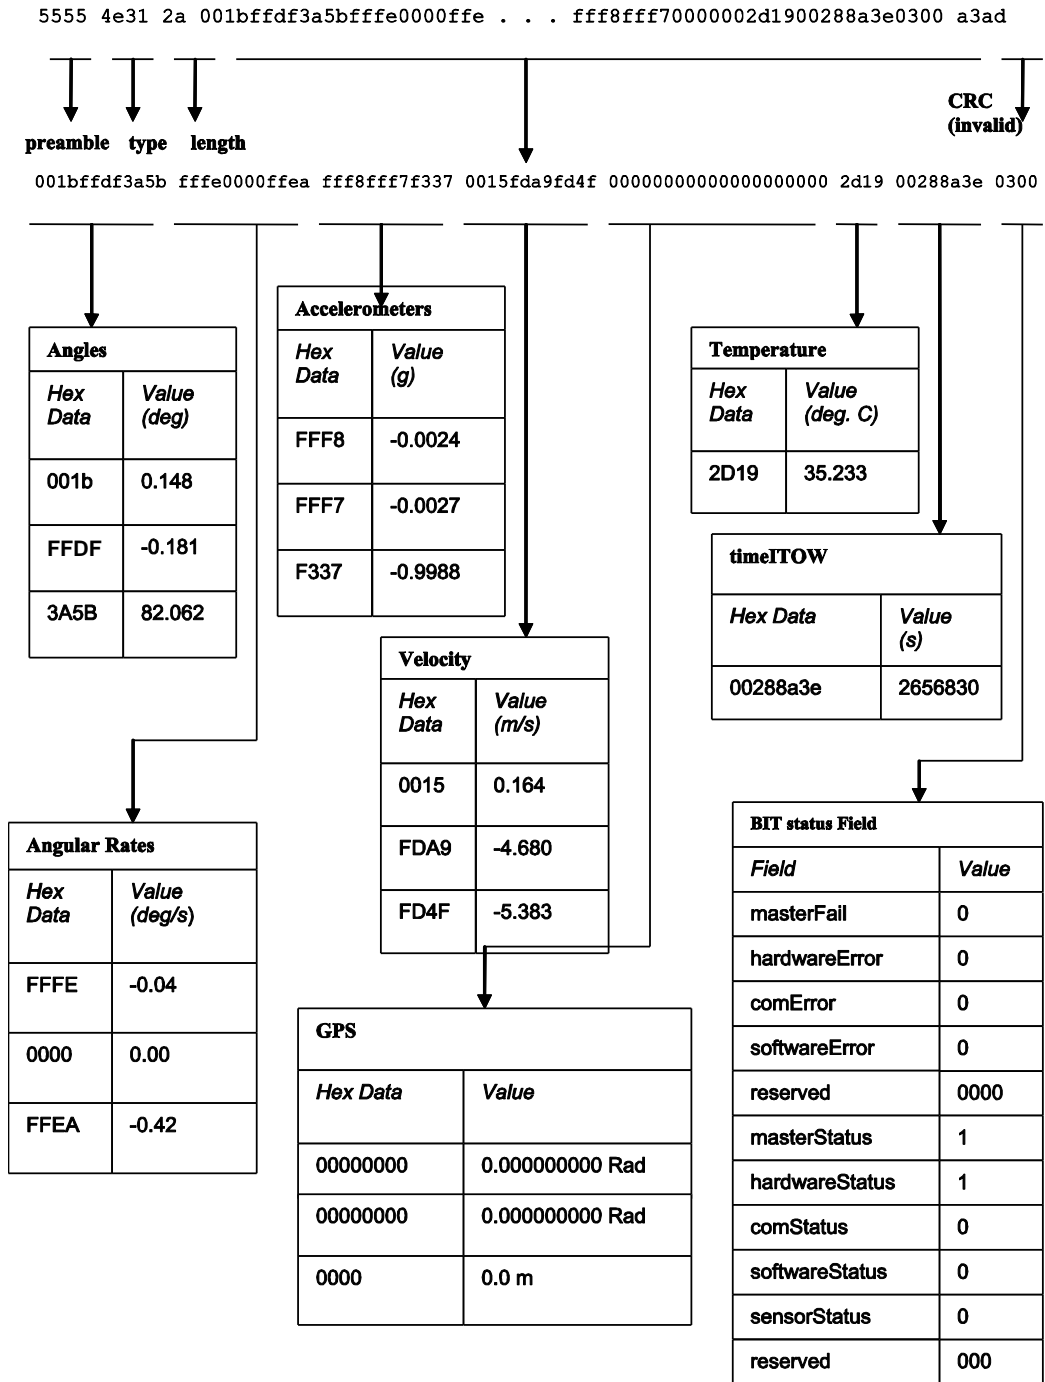 5555 4e31 2a 001bffdf3a5bfffe0000ffe . . . fff8fff70000002d1900288a3e0300 a3ad
CRC
(invalid)
preamble type length
001bffdf3a5b fffe0000ffea fff8fff7f337 0015fda9fd4f 00000000000000000000 2d19 00288a3e 0300
Angles
Hex Data Value (deg)
001b 0.148
FFDF -0.181
3A5B 82.062
Accelerometers
Hex Data Value (g)
FFF8 -0.0024
FFF7 -0.0027
F337 -0.9988
Temperature
Hex Data Value (deg. C)
2D19 35.233
timeITOW
Hex Data Value (s)
00288a3e 2656830
Velocity
Hex Data Value (m/s)
0015 0.164
FDA9 -4.680
FD4F -5.383
Angular Rates
Hex Data Value (deg/s)
FFFE -0.04
0000 0.00
FFEA -0.42
GPS
Hex Data Value
00000000 0.000000000 Rad
00000000 0.000000000 Rad
0000 0.0 m
BIT status Field
Field Value
masterFail 0
hardwareError 0
comError 0
softwareError 0
reserved 0000
masterStatus 1
hardwareStatus 1
comStatus 0
softwareStatus 0
sensorStatus 0
reserved 000